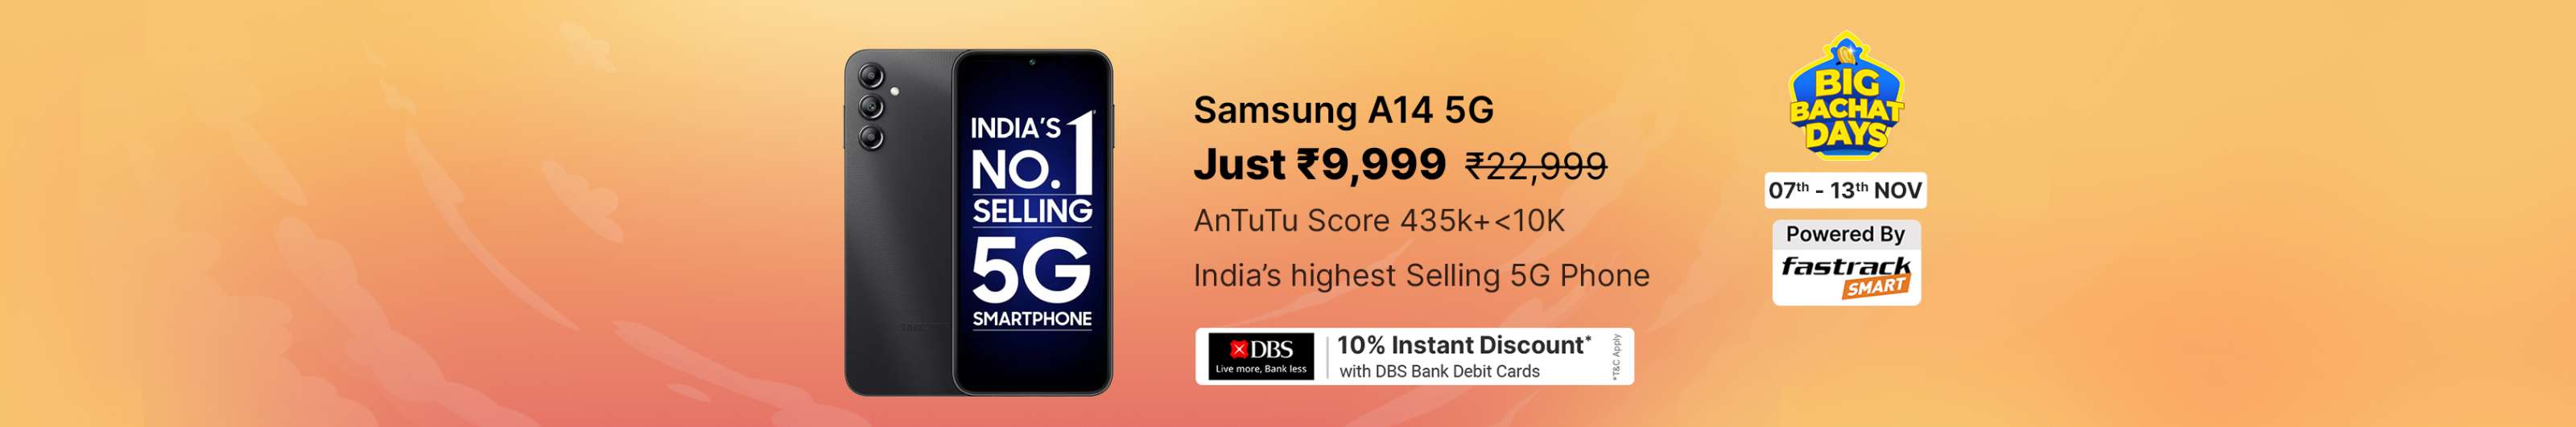 INDIA'S
NO.1
SELLING
5G
SMARTPHONE
Samsung A14 5G
Just ₹9,999 ₹22,999
AnTuTu Score 435k+<10K
India's highest Selling 5G Phone
DBS
Live more, Bank less
10% Instant Discount*
with DBS Bank Debit Cards
*T&C Apply
BIG
BACHAT
DAYS
07th - 13th NOV
Powered By
fastrack
SMART